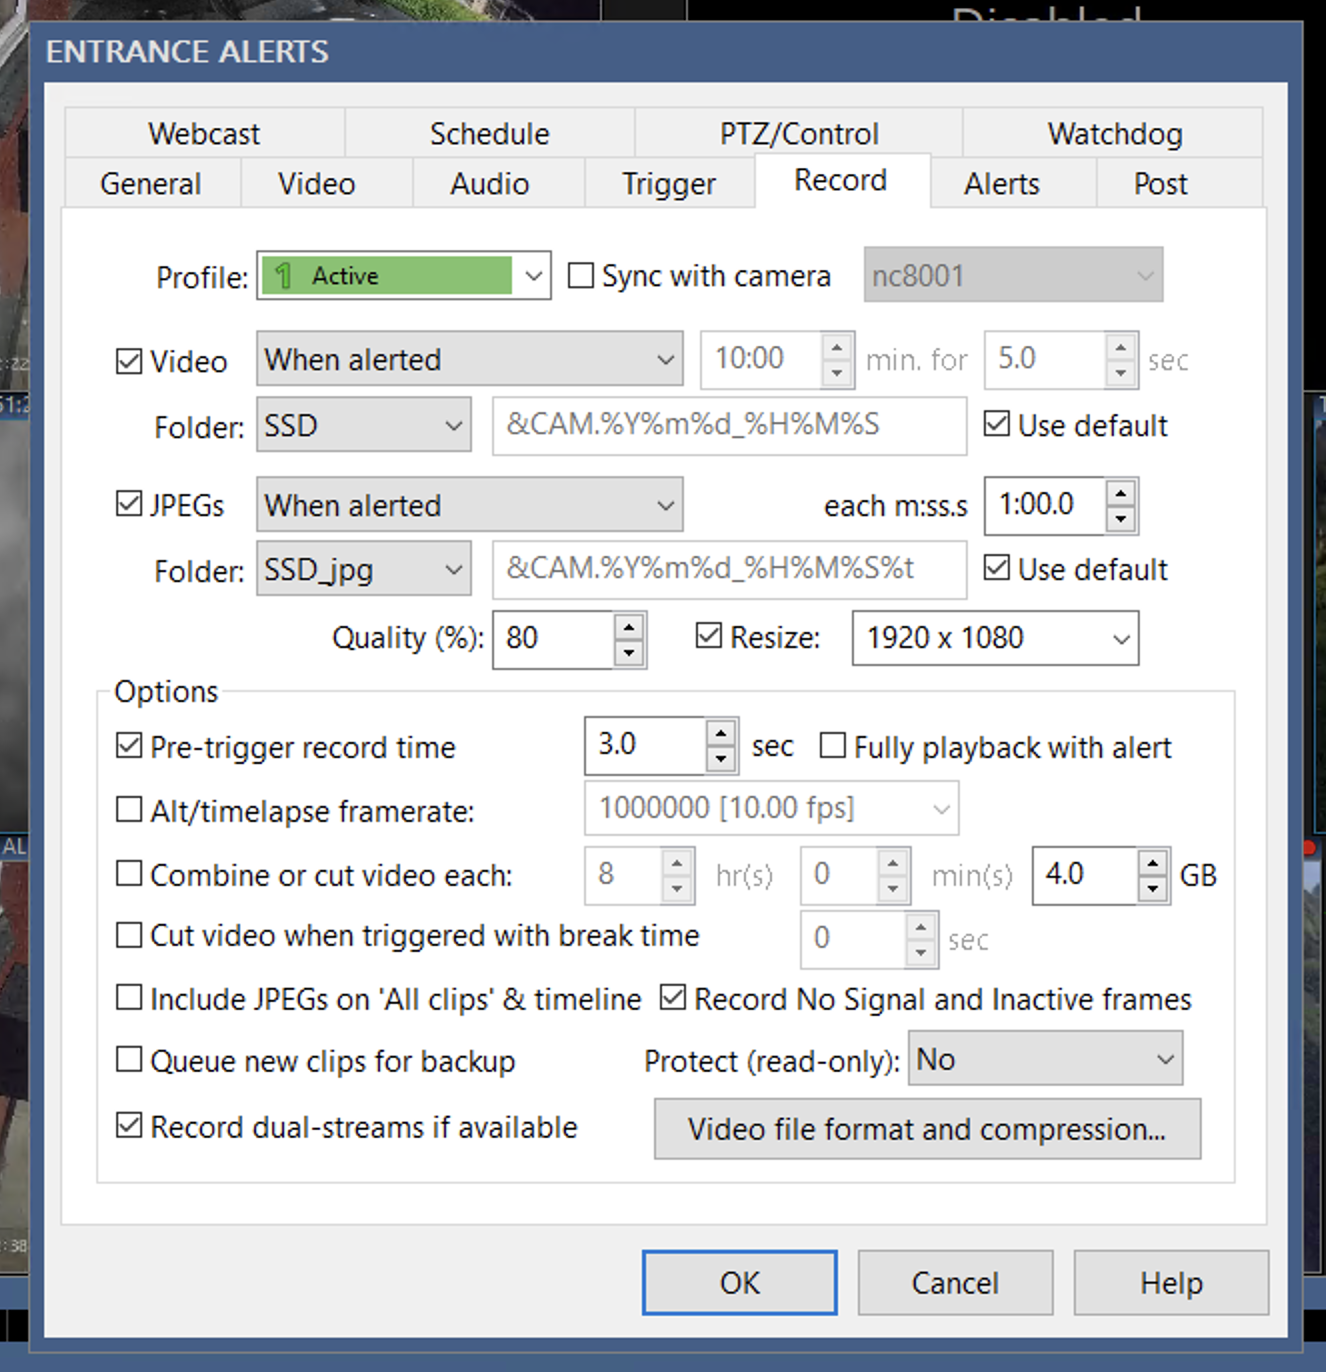 Disabled
ENTRANCE ALERTS
Webcast Schedule PTZ/Control Watchdog
General Video Audio Trigger Record Alerts Post
Profile: 1 Active Sync with camera nc8001
Video When alerted 10:00 min. for 5.0 sec
Folder: SSD &CAM.%Y%m%d_%H%M%S Use default
JPEGs When alerted each m:ss.s 1:00.0
Folder: SSD_jpg &CAM.%Y%m%d_%H%M%S%t Use default
Quality (%): 80 Resize: 1920 x 1080
Options
Pre-trigger record time 3.0 sec Fully playback with alert
Alt/timelapse framerate: 1000000 [10.00 fps]
Combine or cut video each: 8 hr(s) 0 min(s) 4.0 GB
Cut video when triggered with break time 0 sec
Include JPEGs on 'All clips' & timeline Record No Signal and Inactive frames
Queue new clips for backup Protect (read-only): No
Record dual-streams if available Video file format and compression...
OK Cancel Help